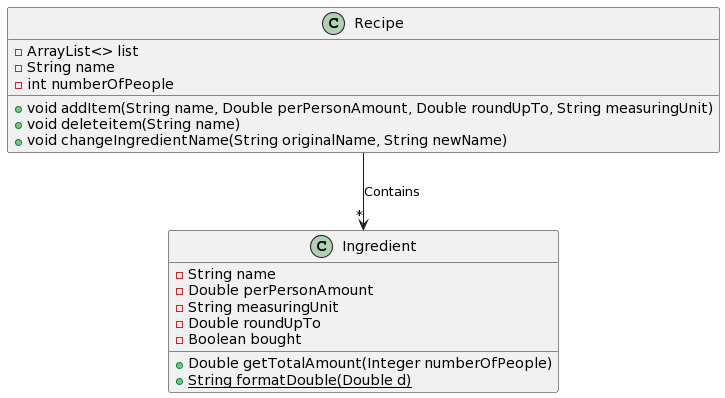 C Recipe
ArrayList<> list
String name
int numberOfPeople
void addItem(String name, Double perPersonAmount, Double roundUpTo, String measuringUnit)
void deleteitem(String name)
void changeIngredientName(String originalName, String newName)
Contains
*
C Ingredient
String name
Double perPersonAmount
String measuringUnit
Double roundUpTo
Boolean bought
Double getTotalAmount(Integer numberOfPeople)
String formatDouble(Double d)